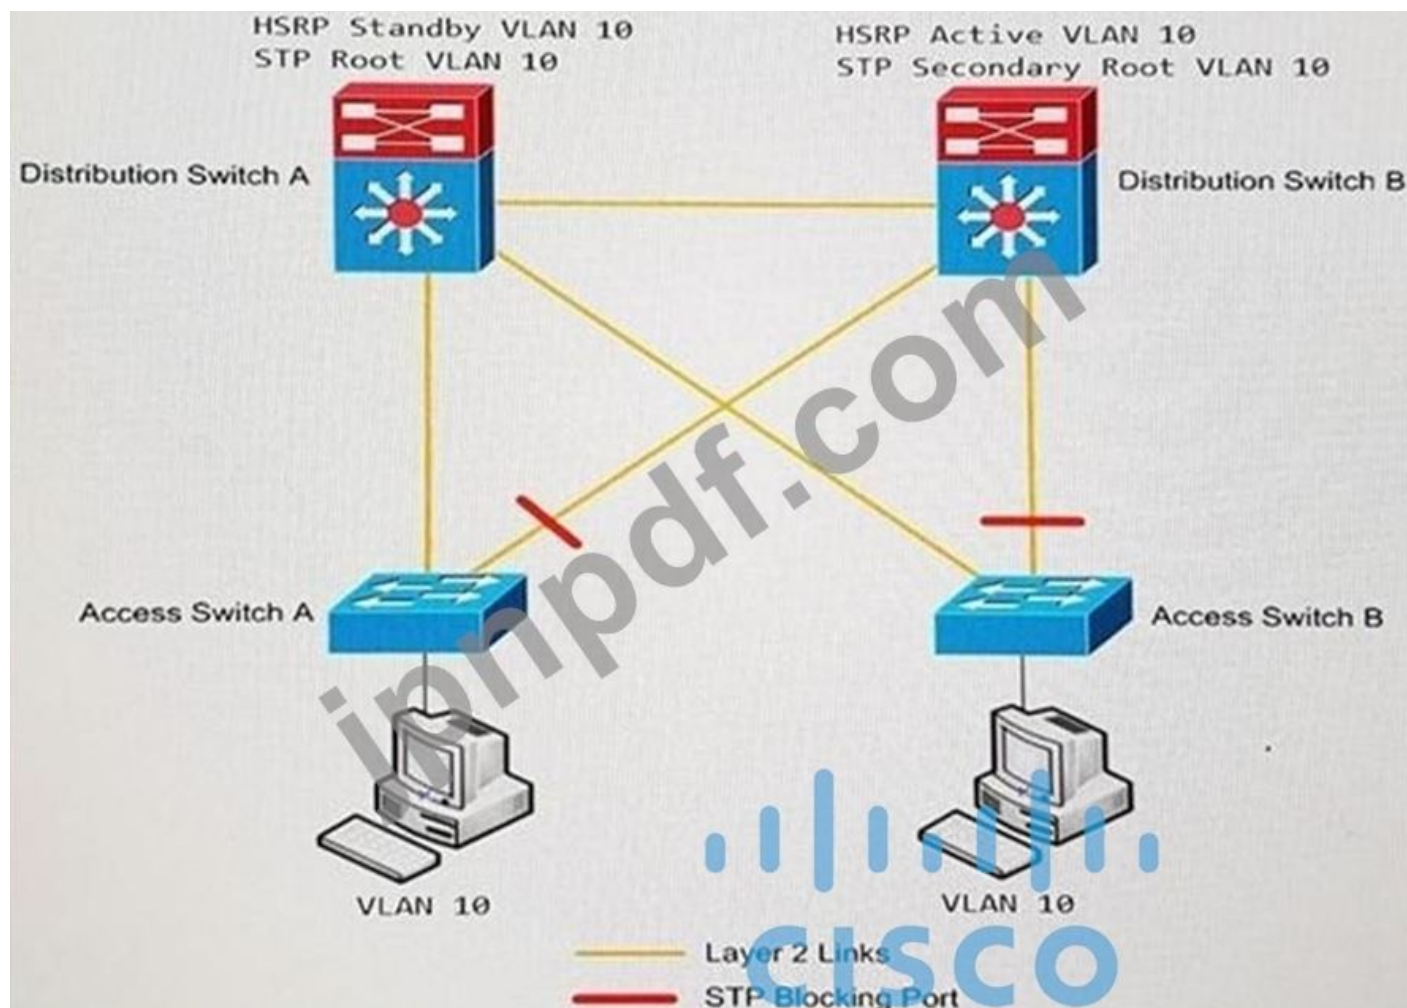 HSRP Standby VLAN 10
STP Root VLAN 10
HSRP Active VLAN 10
STP Secondary Root VLAN 10
Distribution Switch A
Distribution Switch B
jpnpdf.com
Access Switch A
Access Switch B
VLAN 10
VLAN 10
Layer 2 Links
STP Blocking Port
CISCO